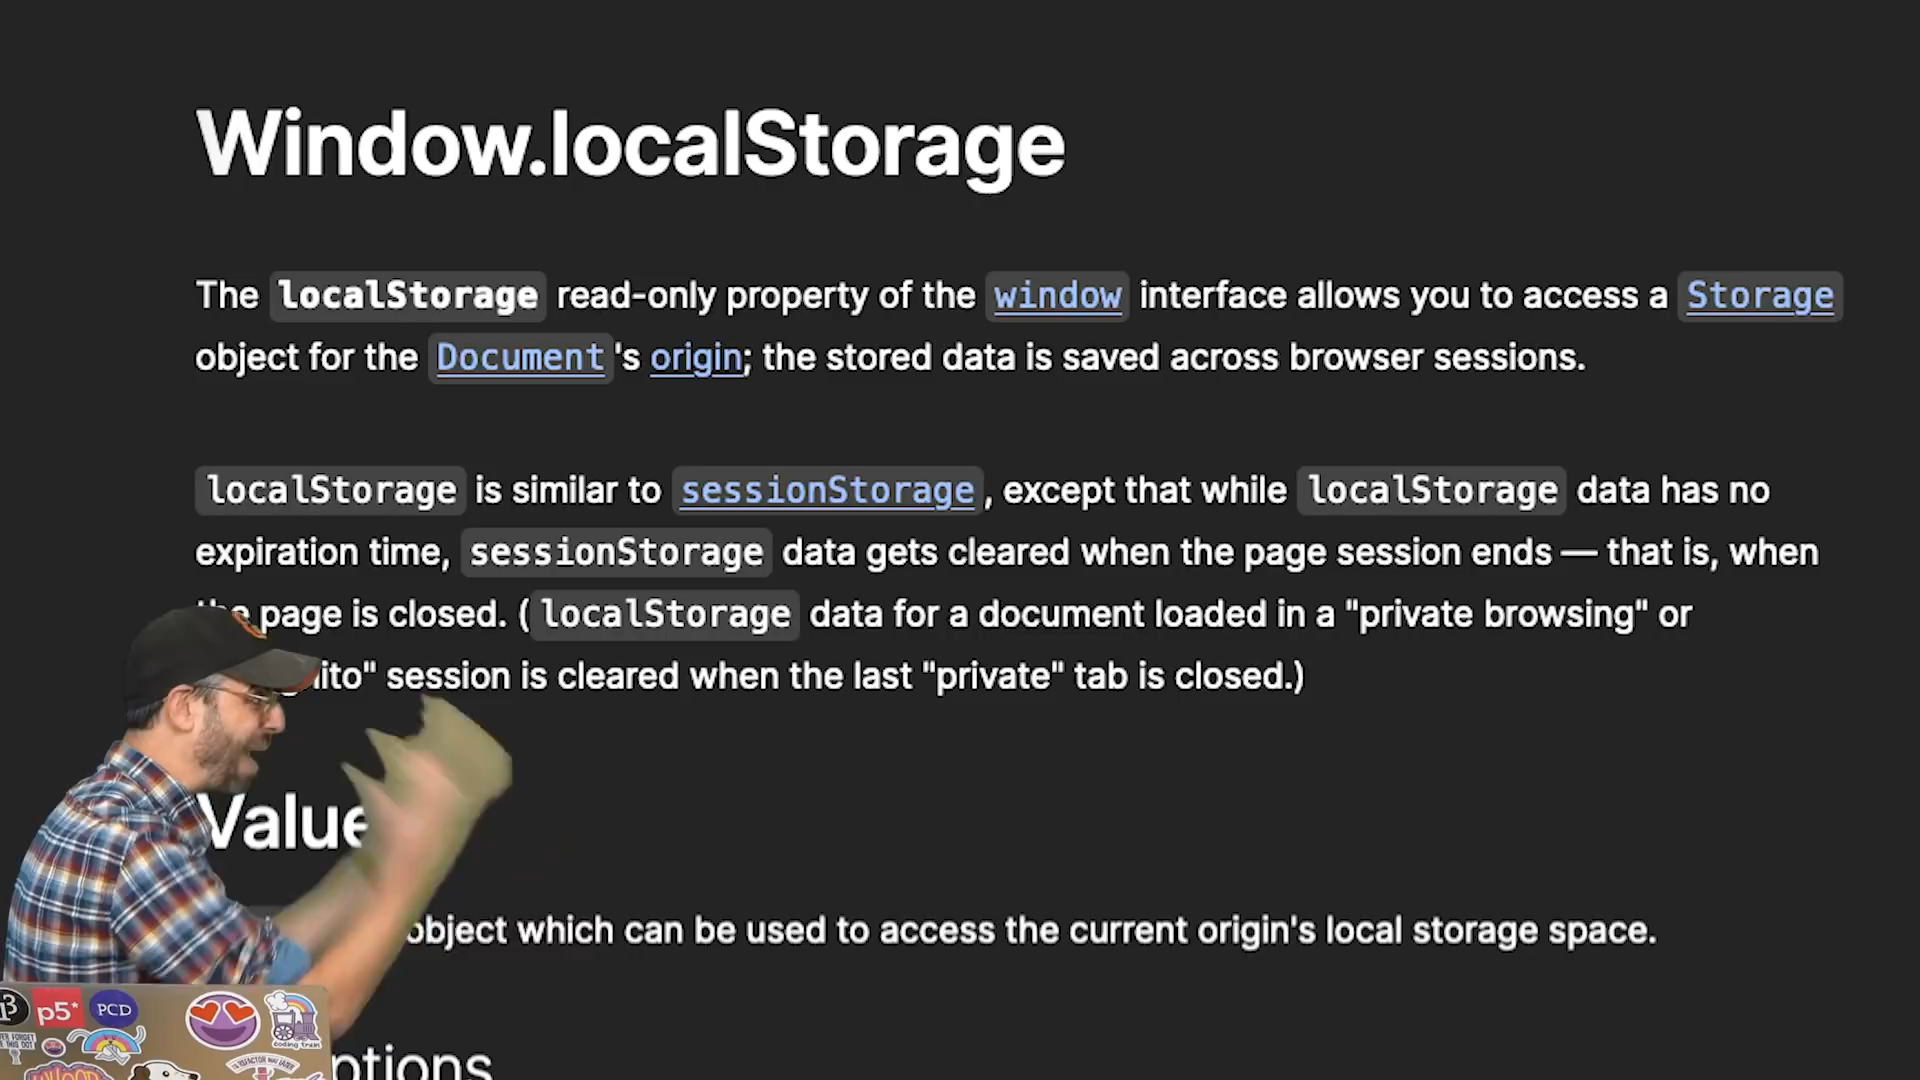 Window.localStorage
The localStorage read-only property of the window interface allows you to access a Storage
object for the Document's origin; the stored data is saved across browser sessions.
localStorage is similar to sessionStorage, except that while localStorage data has no
expiration time, sessionStorage data gets cleared when the page session ends — that is, when
page is closed. (localStorage data for a document loaded in a "private browsing" or
session is cleared when the last "private" tab is closed.)
Value
object which can be used to access the current origin's local storage space.
p5*
PCD
coding train